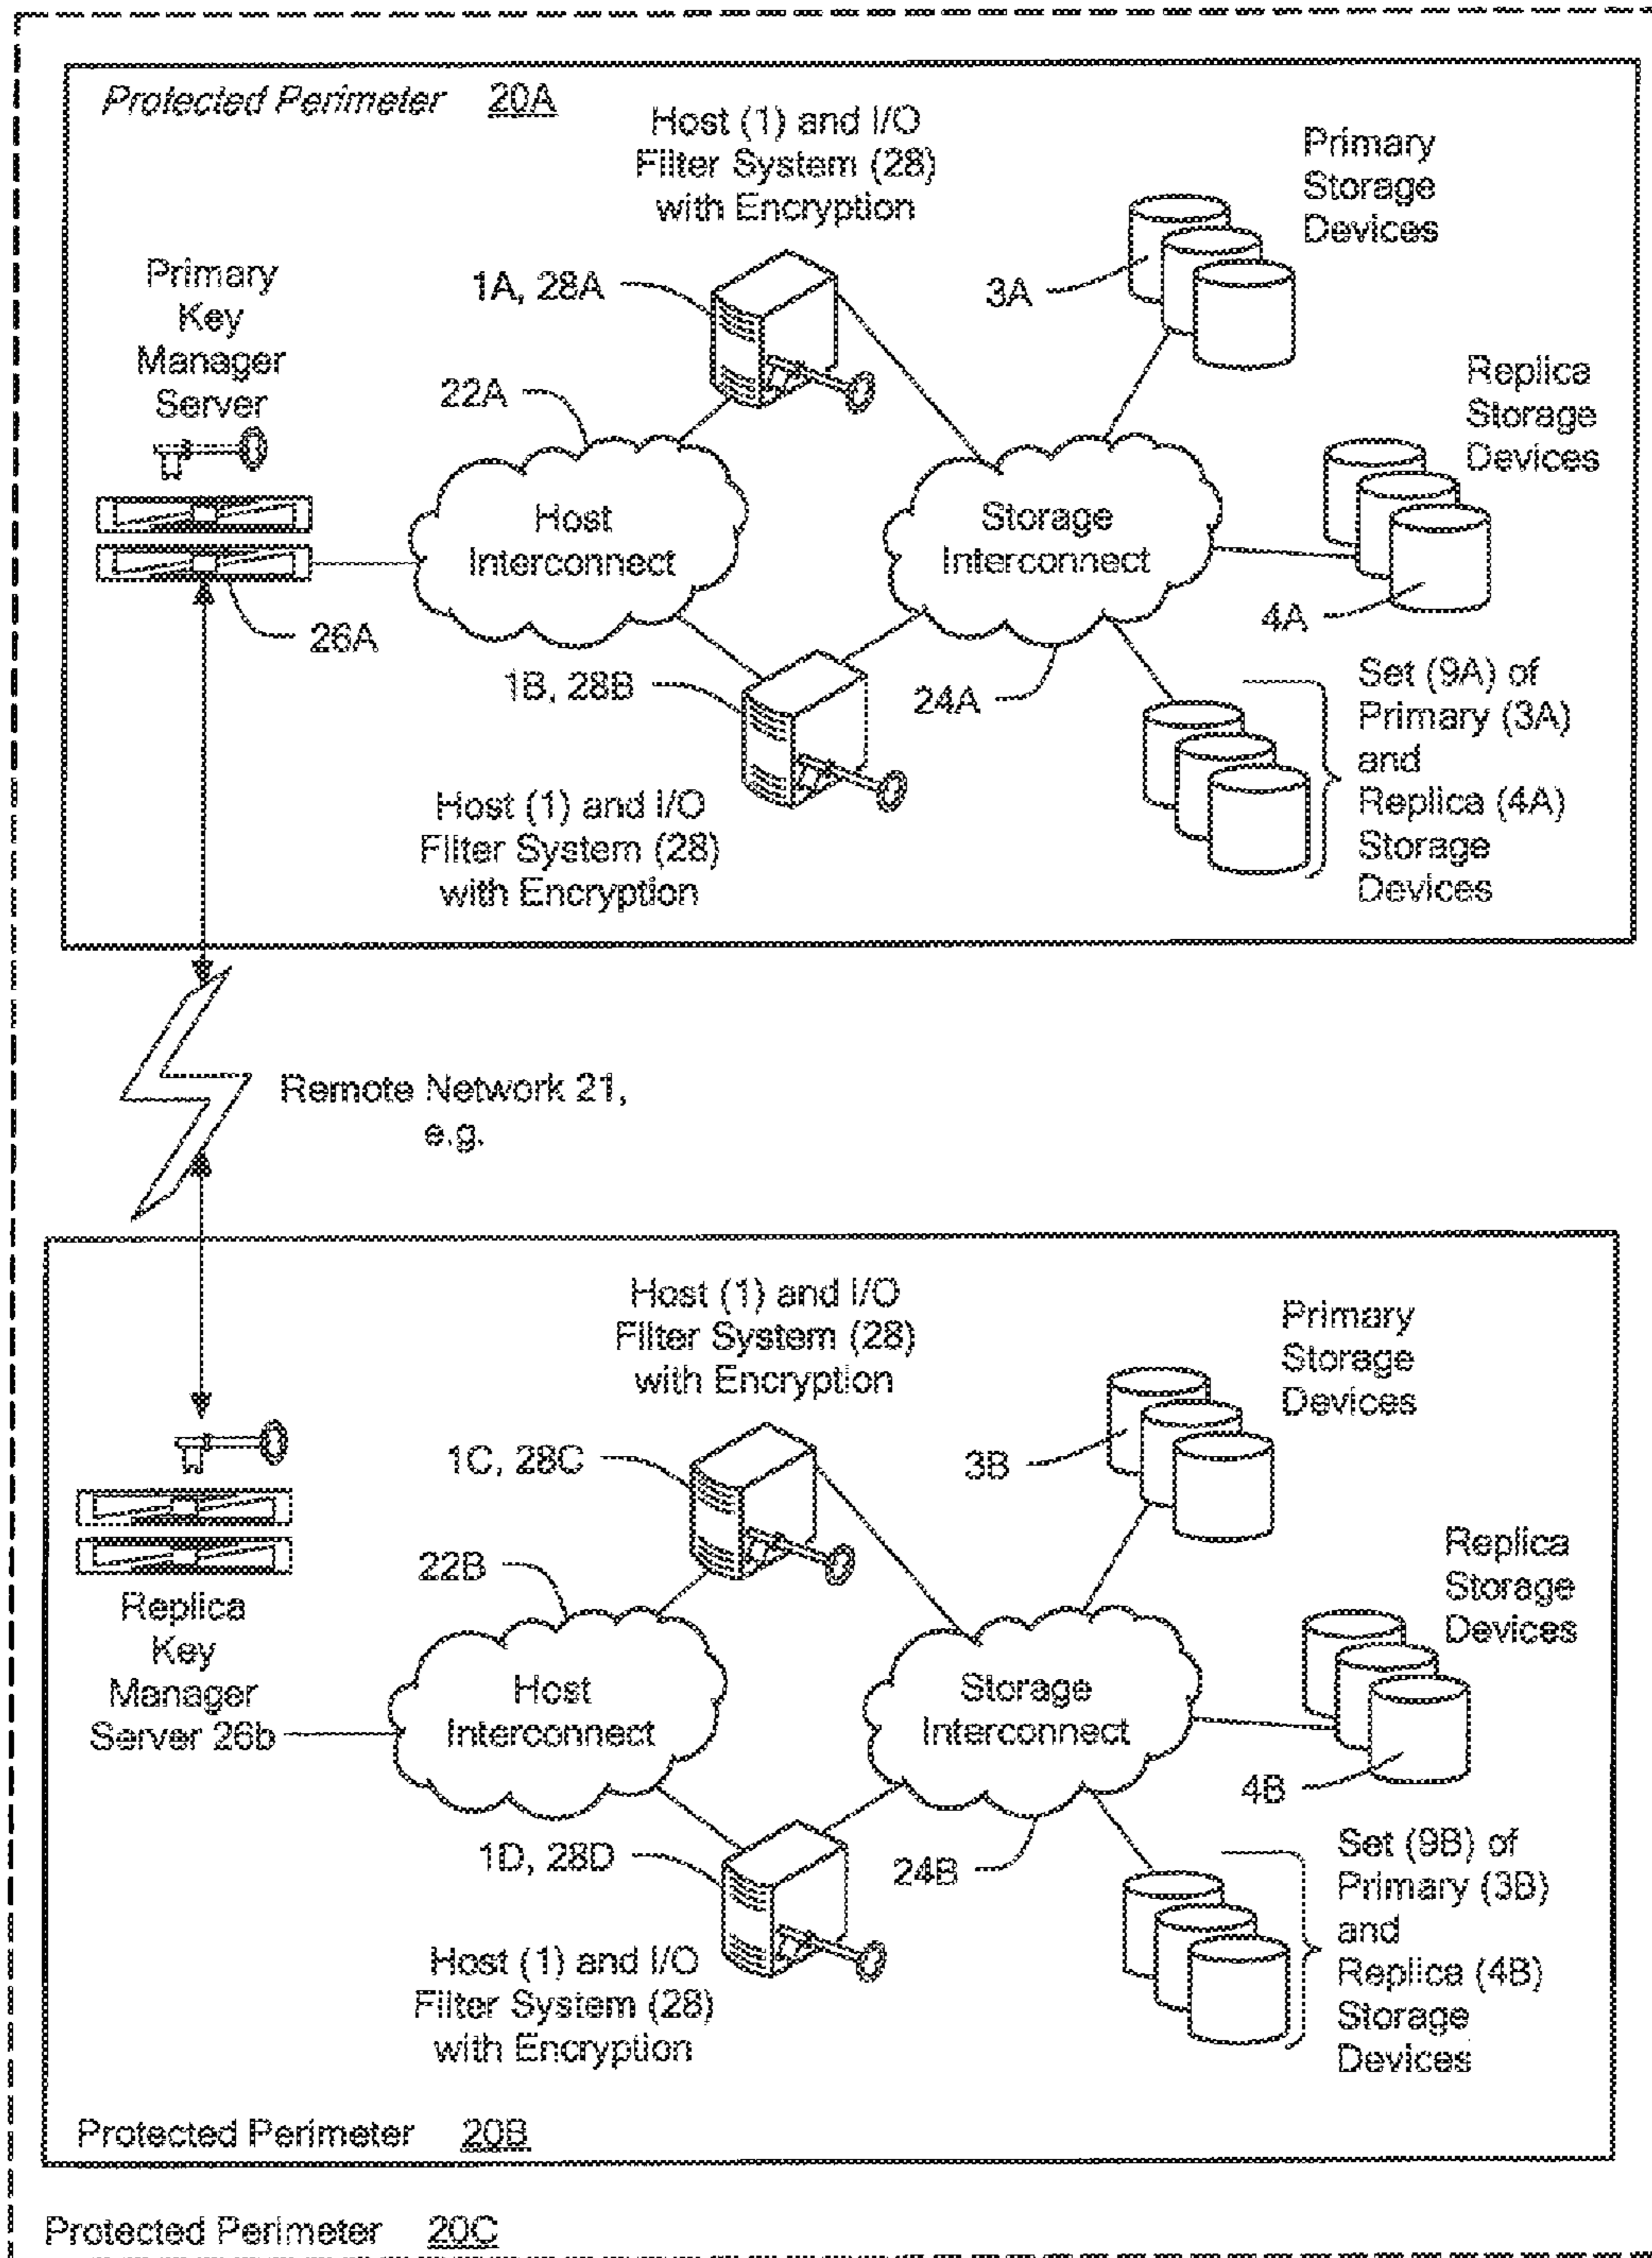 Protected Perimeter 20A
Host (1) and I/O
Filter System (28)
with Encryption
Primary
Storage
Devices
Primary
Key
Manager
Server
1A, 28A
3A
22A
Replica
Storage
Devices
Host
Interconnect
Storage
Interconnect
26A
4A
1B, 28B
24A
Set (9A) of
Primary (3A)
and
Replica (4A)
Storage
Devices
Host (1) and I/O
Filter System (28)
with Encryption
Remote Network 21,
e.g.
Host (1) and I/O
Filter System (28)
with Encryption
Primary
Storage
Devices
1C, 28C
3B
22B
Replica
Storage
Devices
Replica
Key
Manager
Server 26b
Host
Interconnect
Storage
Interconnect
4B
1D, 28D
24B
Set (9B) of
Primary (3B)
and
Replica (4B)
Storage
Devices
Host (1) and I/O
Filter System (28)
with Encryption
Protected Perimeter 20B
Protected Perimeter 20C